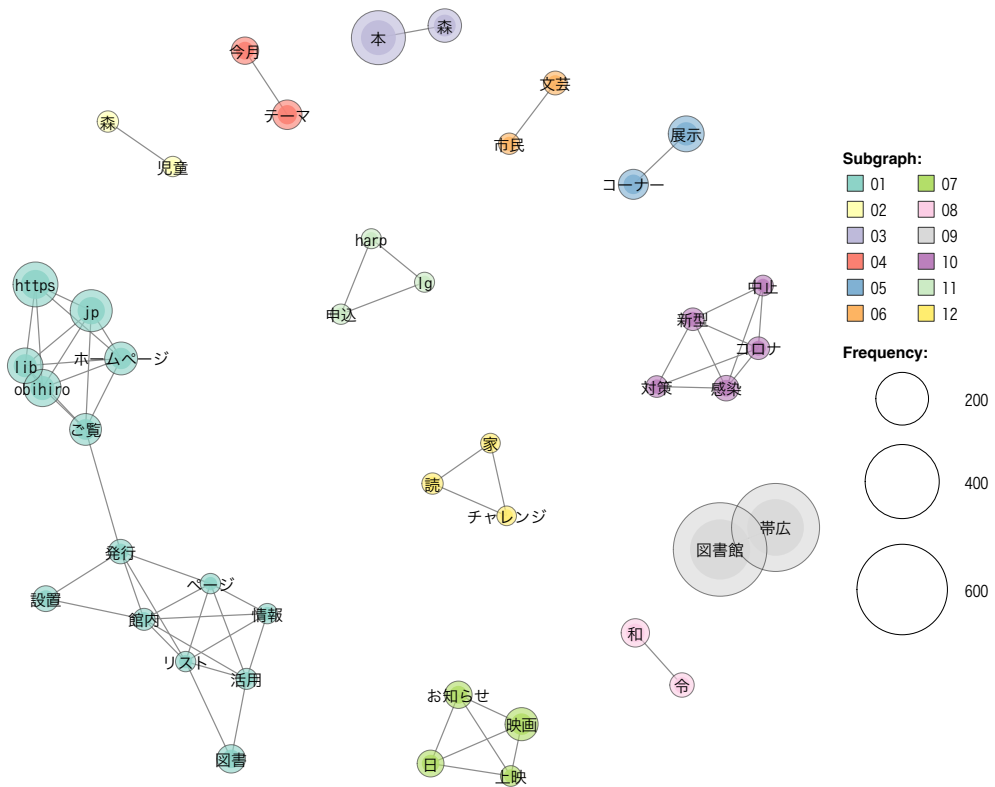 本
森
今月
テーマ
文芸
市民
森
児童
展示
コーナー
Subgraph:
01
02
03
04
05
06
07
08
09
10
11
12
harp
lg
申込
https
jp
ホームページ
lib
obihiro
ご覧
中止
新型
コロナ
対策
感染
Frequency:
200
400
600
家
読
チャレンジ
帯広
図書館
発行
設置
ページ
館内
情報
リスト
活用
図書
和
令
お知らせ
映画
日
上映